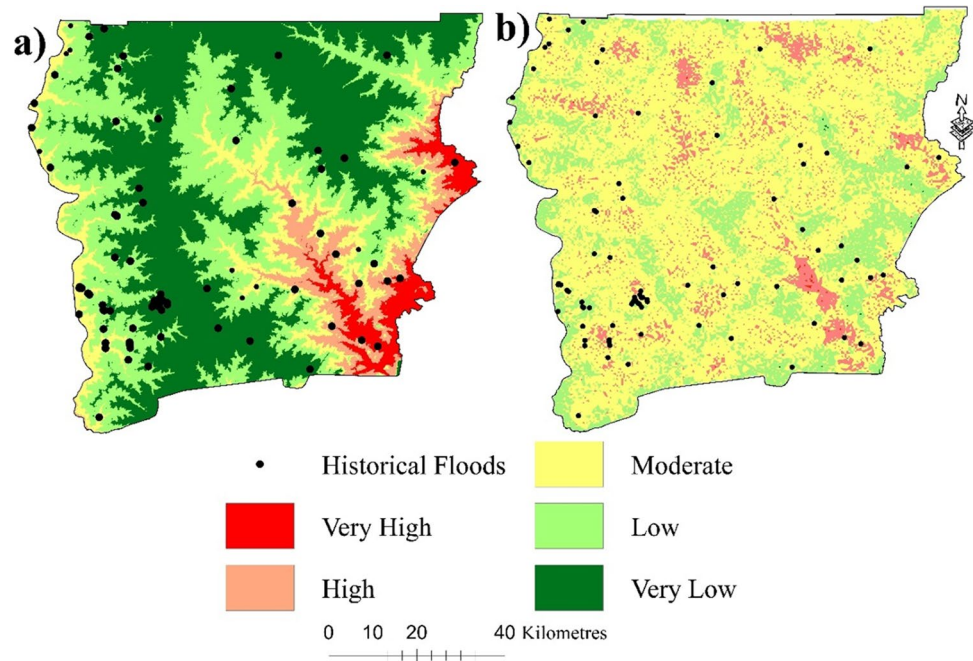 a)
b)
N
Historical Floods
Moderate
Very High
Low
High
Very Low
0 10 20 40 Kilometres